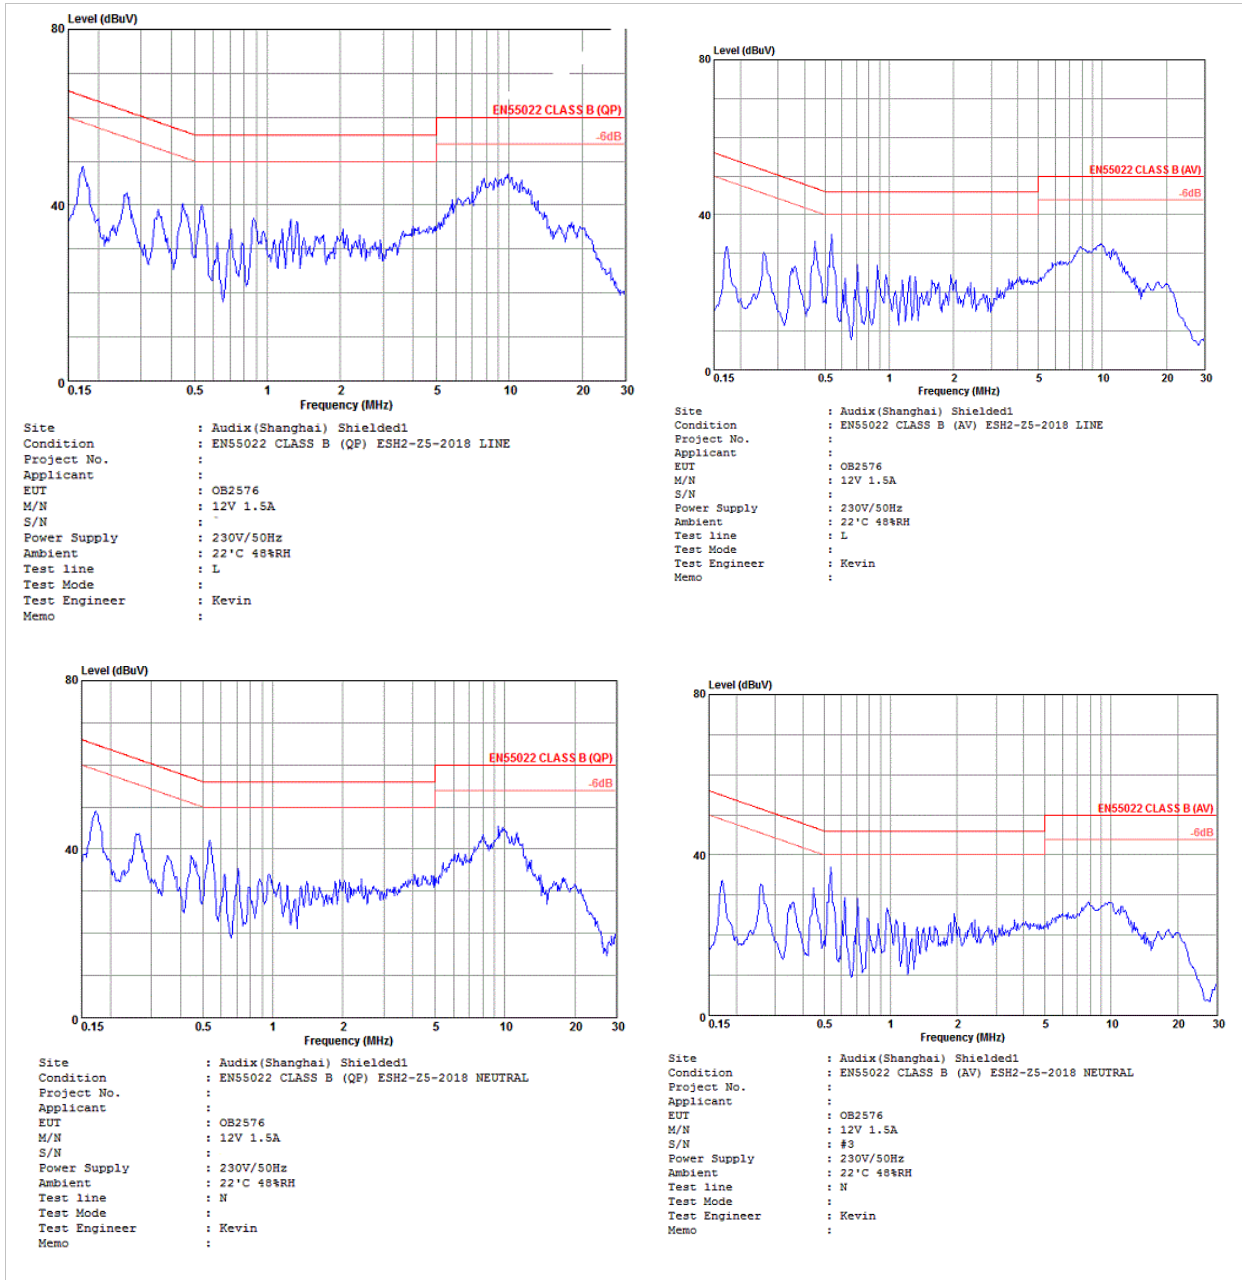 Level (dBuV)
80
EN55022 CLASS B (QP)
-6dB
40
0
0.15 0.5 1 2 5 10 20 30
Frequency (MHz)
Site : Audix(Shanghai) Shielded1
Condition : EN55022 CLASS B (QP) ESH2-Z5-2018 LINE
Project No. :
Applicant :
EUT : OB2576
M/N : 12V 1.5A
S/N :
Power Supply : 230V/50Hz
Ambient : 22'C 48%RH
Test line : L
Test Mode :
Test Engineer : Kevin
Memo :
Level (dBuV)
80
EN55022 CLASS B (AV)
-6dB
40
0
0.15 0.5 1 2 5 10 20 30
Frequency (MHz)
Site : Audix(Shanghai) Shielded1
Condition : EN55022 CLASS B (AV) ESH2-Z5-2018 LINE
Project No. :
Applicant :
EUT : OB2576
M/N : 12V 1.5A
S/N :
Power Supply : 230V/50Hz
Ambient : 22'C 48%RH
Test line : L
Test Mode :
Test Engineer : Kevin
Memo :
Level (dBuV)
80
EN55022 CLASS B (QP)
-6dB
40
0
0.15 0.5 1 2 5 10 20 30
Frequency (MHz)
Site : Audix(Shanghai) Shielded1
Condition : EN55022 CLASS B (QP) ESH2-Z5-2018 NEUTRAL
Project No. :
Applicant :
EUT : OB2576
M/N : 12V 1.5A
S/N :
Power Supply : 230V/50Hz
Ambient : 22'C 48%RH
Test line : N
Test Mode :
Test Engineer : Kevin
Memo :
Level (dBuV)
80
EN55022 CLASS B (AV)
-6dB
40
0
0.15 0.5 1 2 5 10 20 30
Frequency (MHz)
Site : Audix(Shanghai) Shielded1
Condition : EN55022 CLASS B (AV) ESH2-Z5-2018 NEUTRAL
Project No. :
Applicant :
EUT : OB2576
M/N : 12V 1.5A
S/N : #3
Power Supply : 230V/50Hz
Ambient : 22'C 48%RH
Test line : N
Test Mode :
Test Engineer : Kevin
Memo :